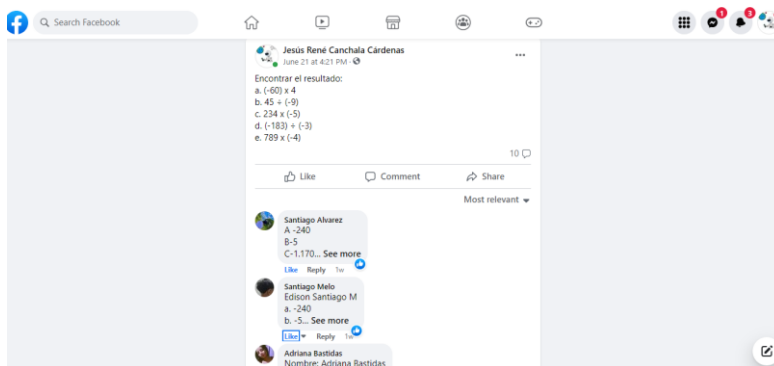 Search Facebook
1
3
Jesús René Canchala Cárdenas
June 21 at 4:21 PM ·
Encontrar el resultado:
a. (-60) x 4
b. 45 ÷ (-9)
c. 234 x (-5)
d. (-183) ÷ (-3)
e. 789 x (-4)
10
Like Comment Share
Most relevant
Santiago Alvarez
A -240
B-5
C-1.170... See more
Like Reply 1w
Santiago Melo
Edison Santiago M
a. -240
b. -5... See more
Like Reply 1w
Adriana Bastidas
Nombre: Adriana Bastidas